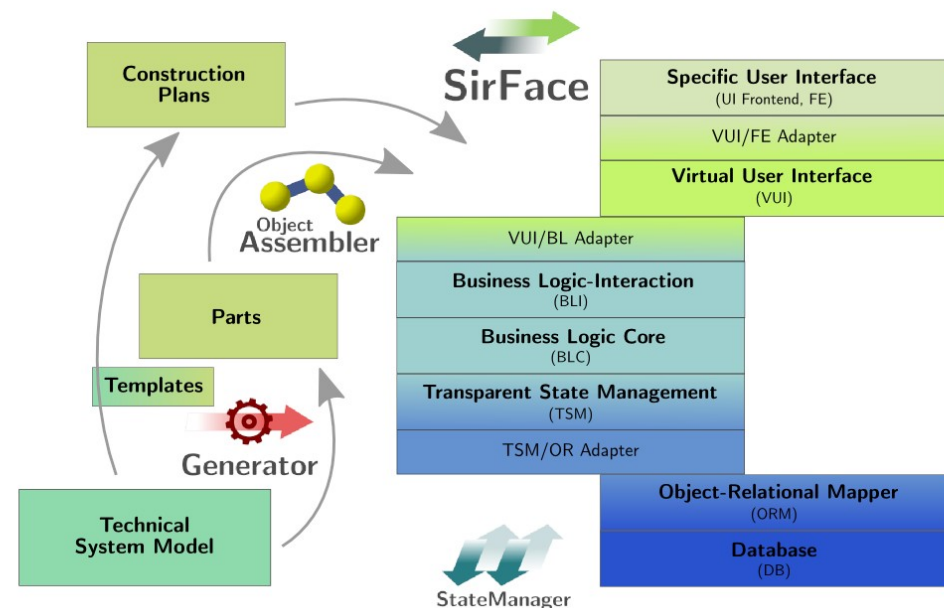 Construction
Plans
SirFace
Object
Assembler
Parts
Templates
Generator
Technical
System Model
Specific User Interface
(UI Frontend, FE)
VUI/FE Adapter
Virtual User Interface
(VUI)
VUI/BL Adapter
Business Logic-Interaction
(BLI)
Business Logic Core
(BLC)
Transparent State Management
(TSM)
TSM/OR Adapter
Object-Relational Mapper
(ORM)
Database
(DB)
StateManager